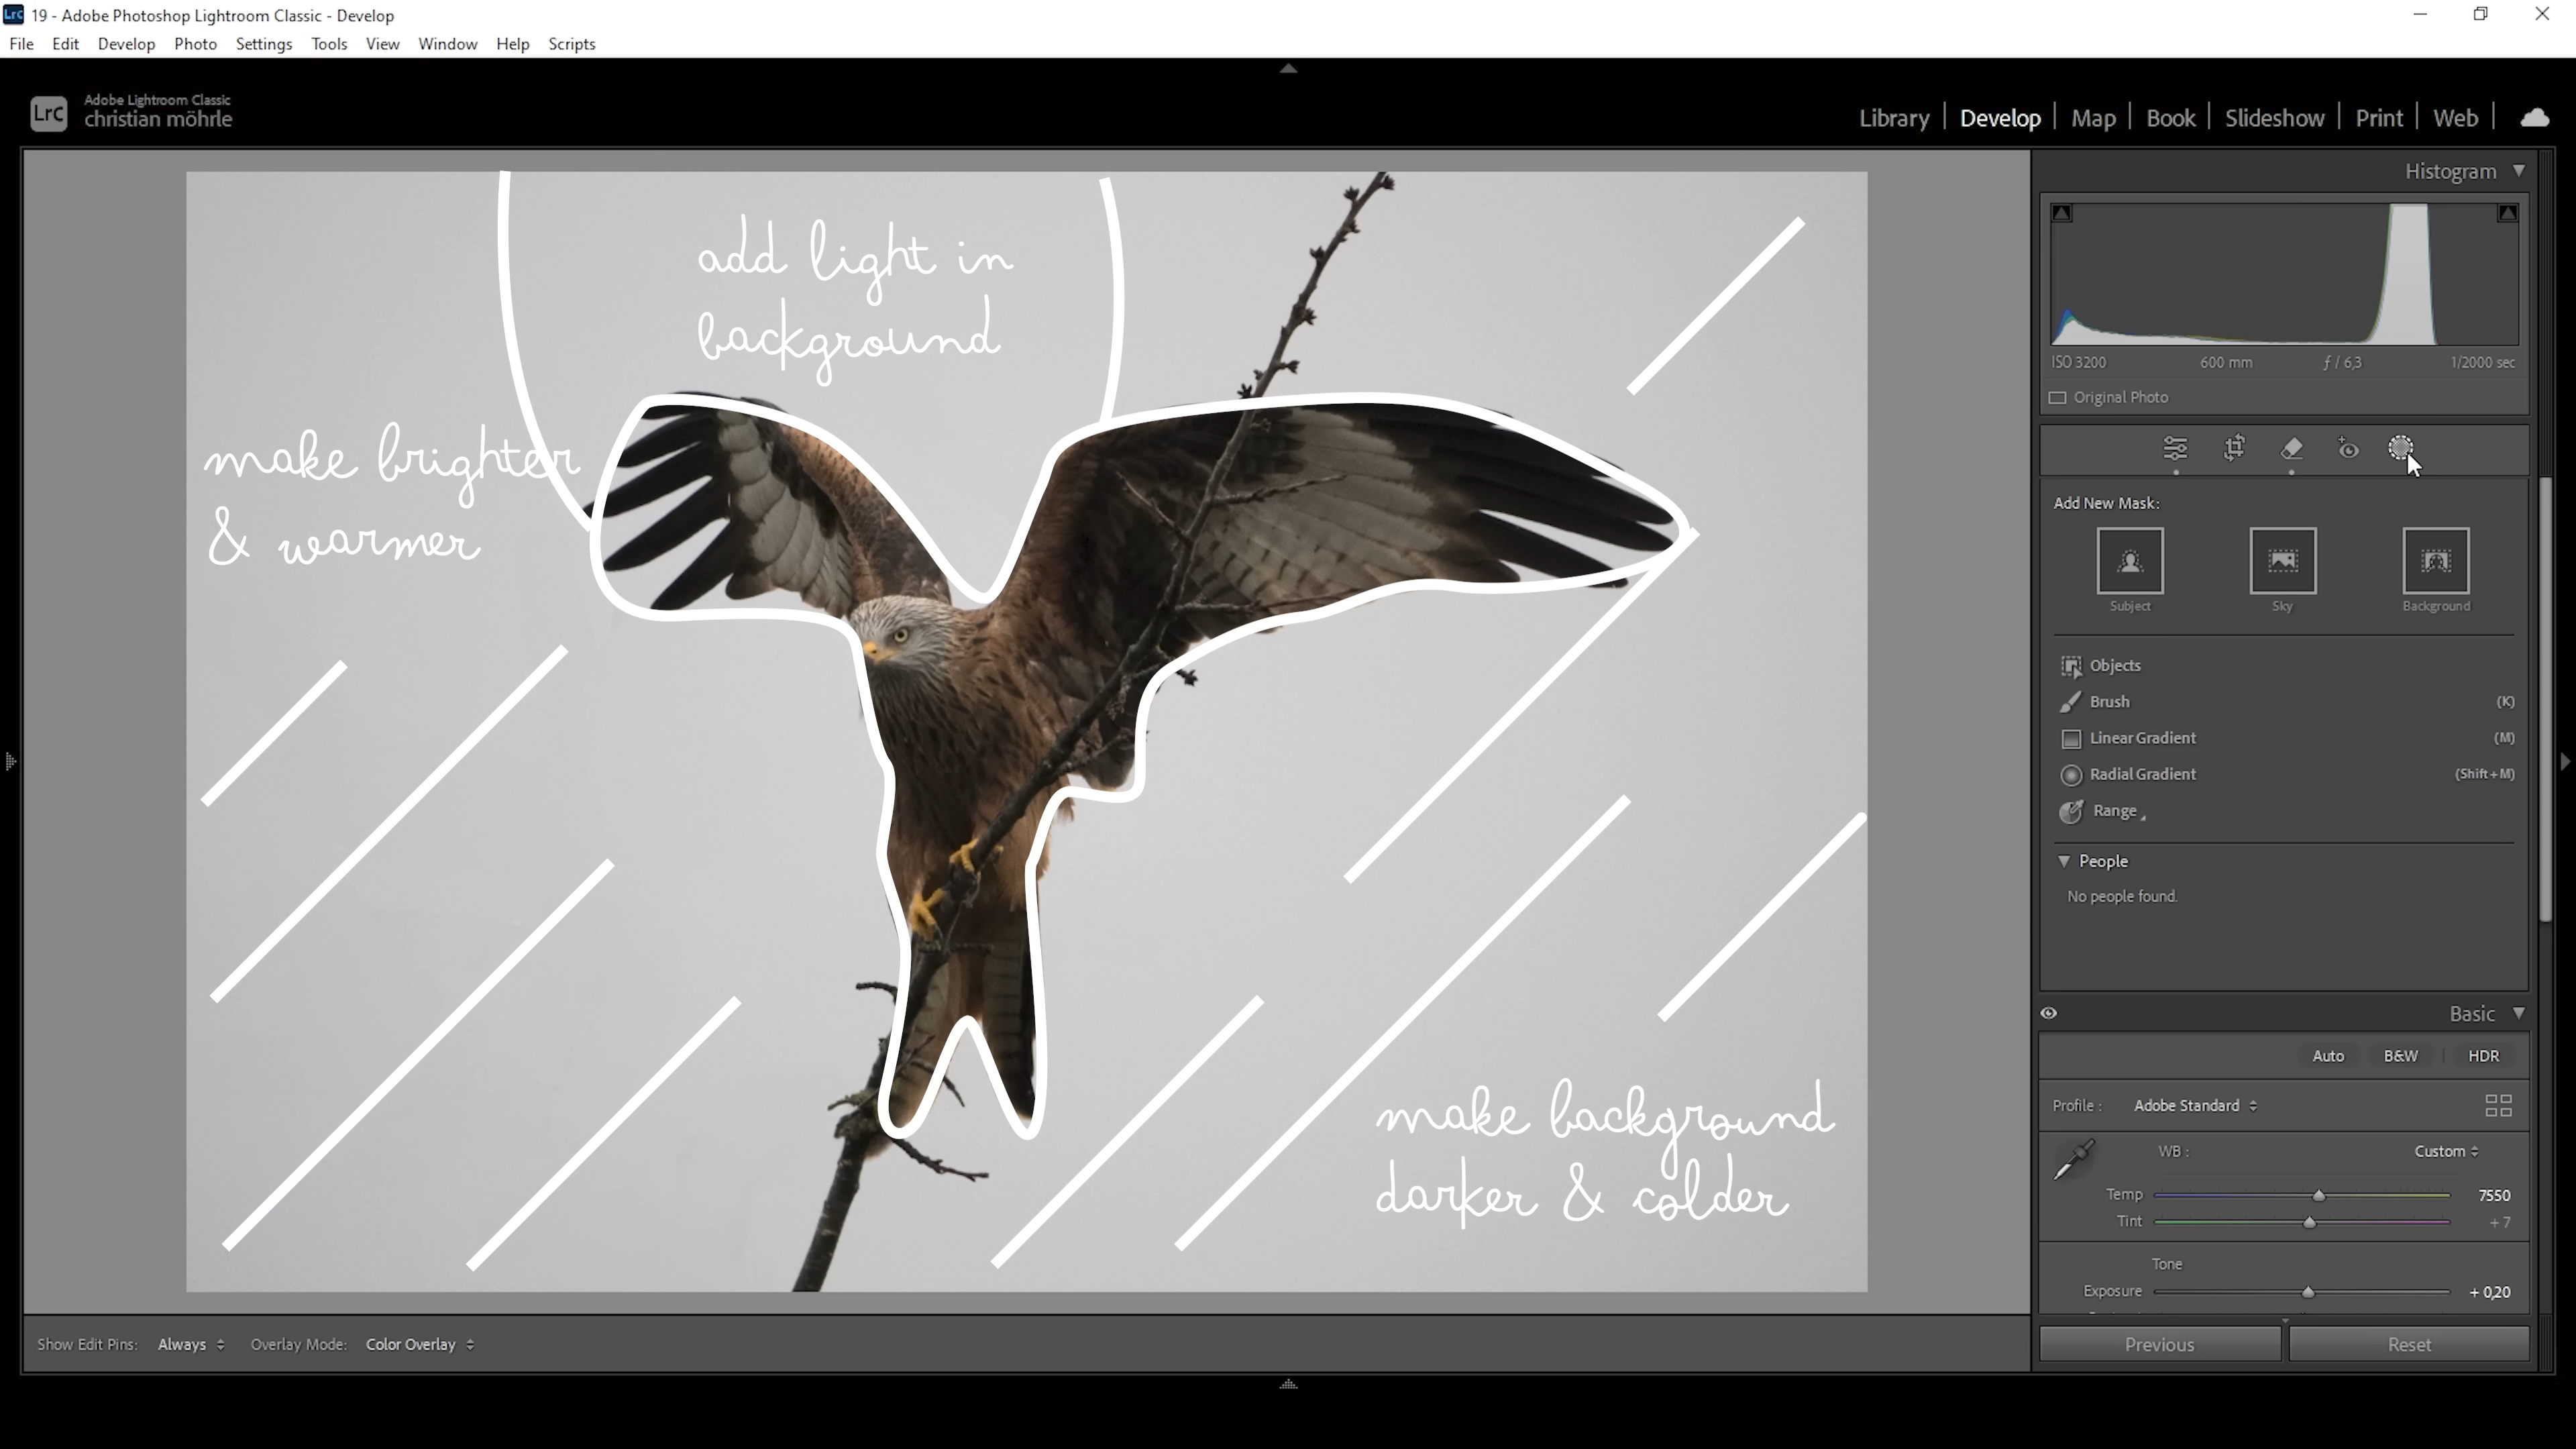 Lrc 19 - Adobe Photoshop Lightroom Classic - Develop
File Edit Develop Photo Settings Tools View Window Help Scripts
Lrc
Adobe Lightroom Classic
christian möhrle
Library | Develop | Map | Book | Slideshow | Print | Web |
Histogram
ISO 3200 600 mm ƒ / 6,3 1/2000 sec
Original Photo
Add New Mask:
Subject Sky Background
Objects
Brush (K)
Linear Gradient (M)
Radial Gradient (Shift + M)
Range
People
No people found.
Basic
Auto B&W HDR
Profile : Adobe Standard
WB : Custom
Temp 7550
Tint + 7
Tone
Exposure + 0,20
Previous Reset
add light in
background
make brighter
& warmer
make background
darker & colder
Show Edit Pins: Always Overlay Mode: Color Overlay